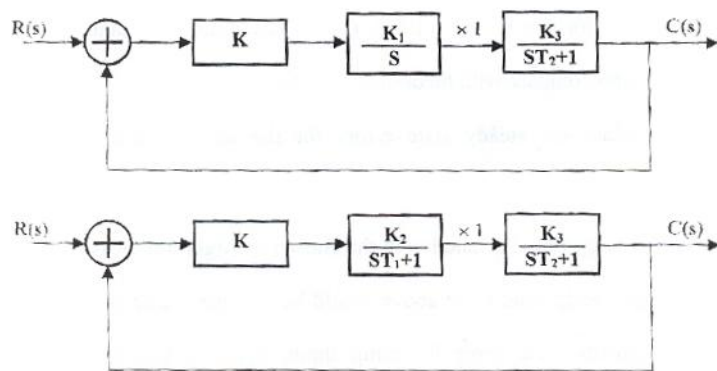 R(s) K K₁/S × 1 K₃/ST₂+1 C(s)
R(s) K K₂/ST₁+1 × 1 K₃/ST₂+1 C(s)